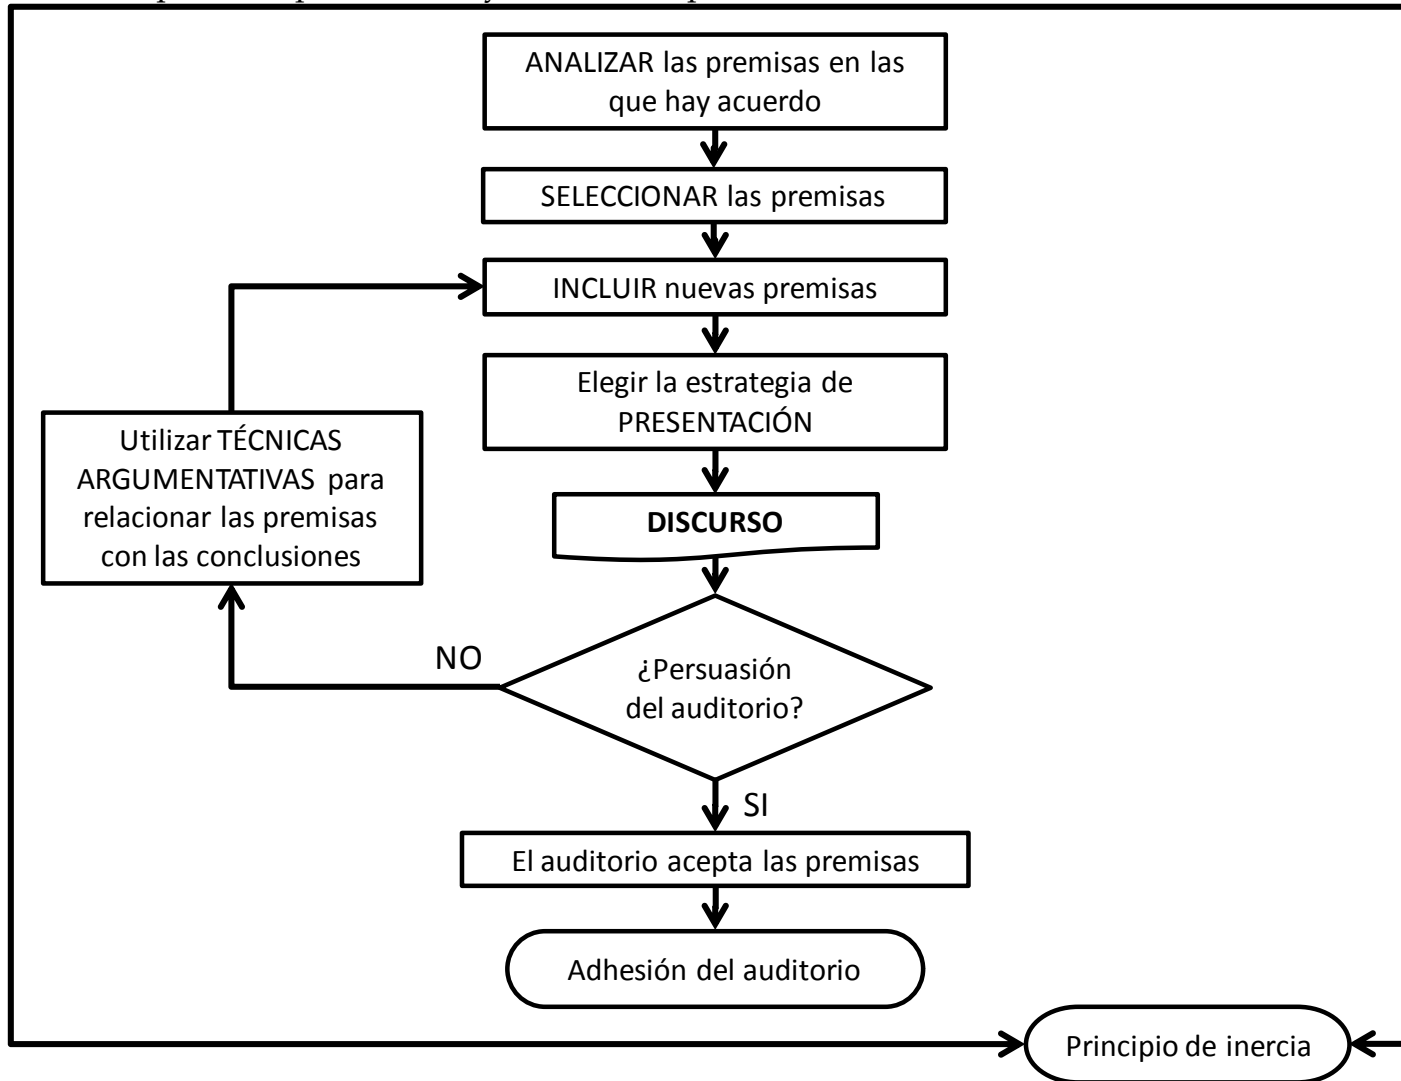 ANALIZAR las premisas en las
que hay acuerdo
SELECCIONAR las premisas
INCLUIR nuevas premisas
Elegir la estrategia de
PRESENTACIÓN
Utilizar TÉCNICAS
ARGUMENTATIVAS para
relacionar las premisas
con las conclusiones
DISCURSO
NO
¿Persuasión
del auditorio?
SI
El auditorio acepta las premisas
Adhesión del auditorio
Principio de inercia